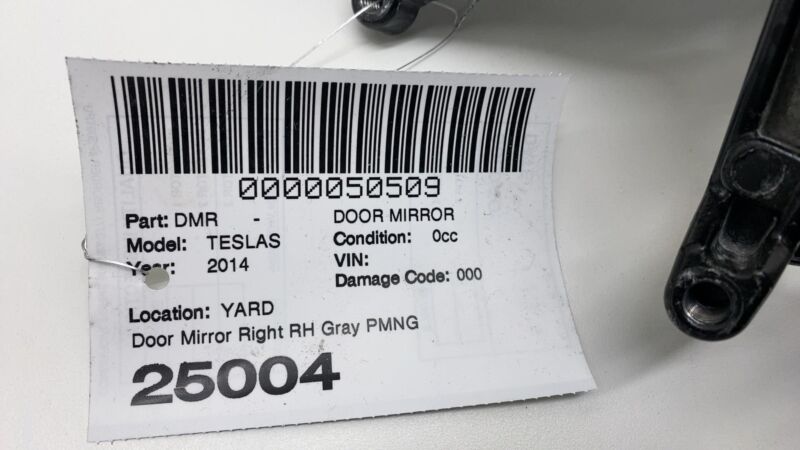 0000050509
Part: DMR - DOOR MIRROR
Model: TESLAS Condition: 0cc
Year: 2014 VIN:
Damage Code: 000
Location: YARD
Door Mirror Right RH Gray PMNG
25004